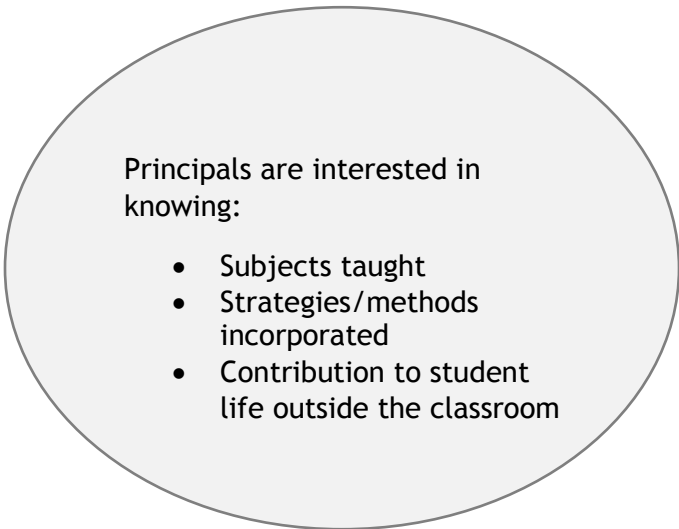 Principals are interested in
knowing:
• Subjects taught
• Strategies/methods
incorporated
• Contribution to student
life outside the classroom